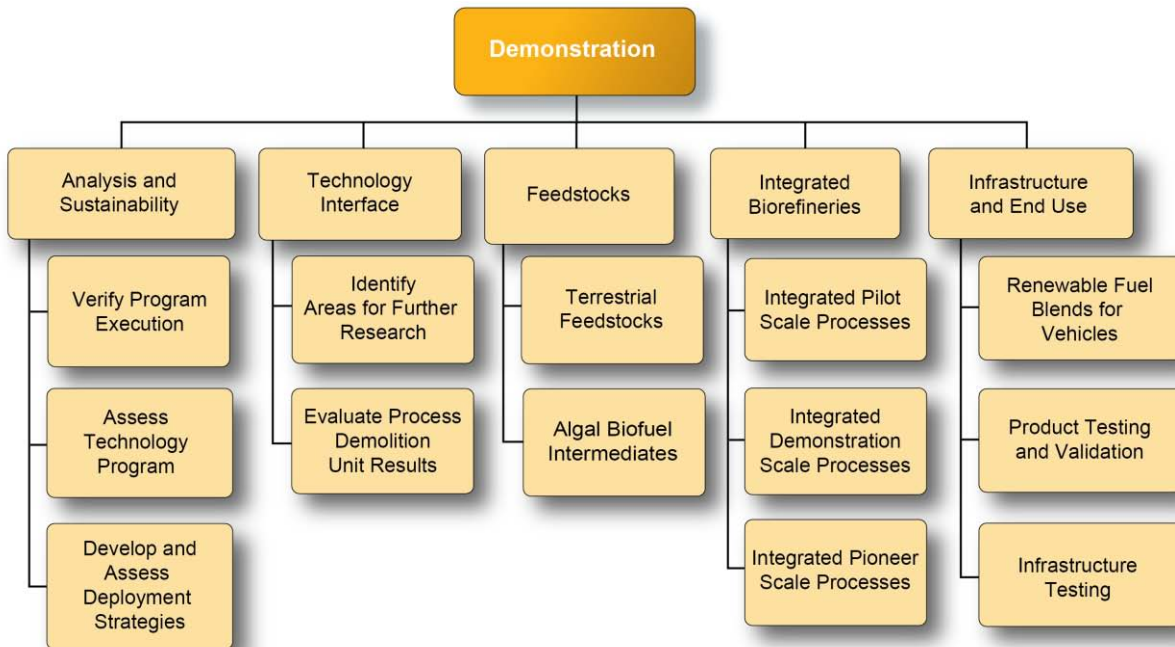 Demonstration
Analysis and
Sustainability
Verify Program
Execution
Assess
Technology
Program
Develop and
Assess
Deployment
Strategies
Technology
Interface
Identify
Areas for Further
Research
Evaluate Process
Demolition
Unit Results
Feedstocks
Terrestrial
Feedstocks
Algal Biofuel
Intermediates
Integrated
Biorefineries
Integrated Pilot
Scale Processes
Integrated
Demonstration
Scale Processes
Integrated Pioneer
Scale Processes
Infrastructure
and End Use
Renewable Fuel
Blends for
Vehicles
Product Testing
and Validation
Infrastructure
Testing